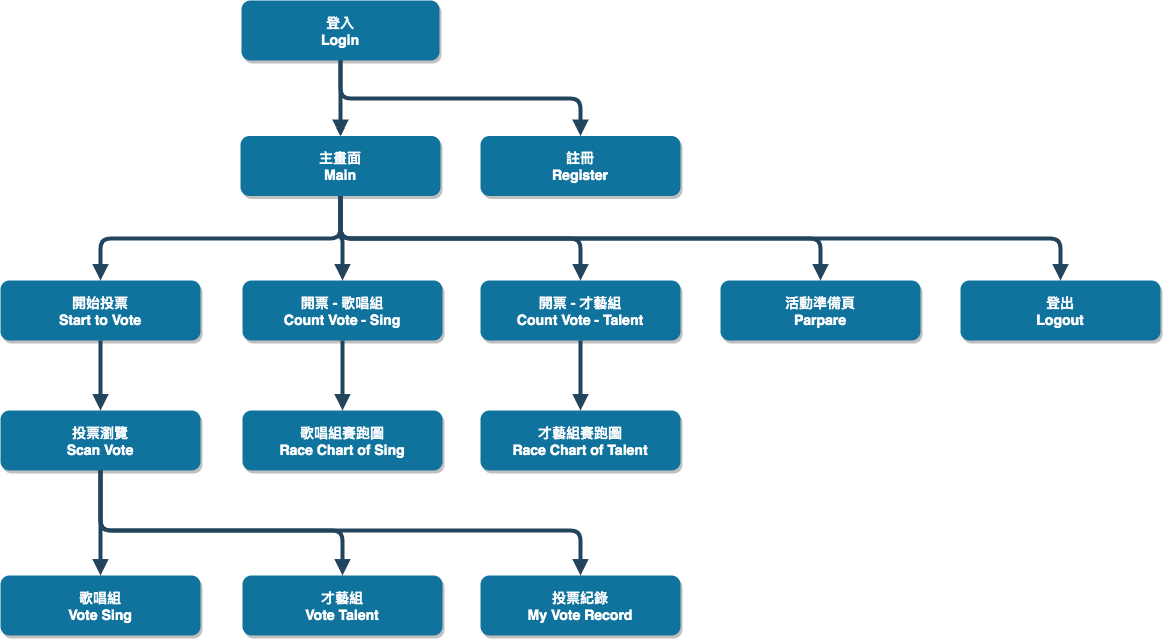 登入
Login
主畫面
Main
註冊
Register
開始投票
Start to Vote
開票 - 歌唱組
Count Vote - Sing
開票 - 才藝組
Count Vote - Talent
活動準備頁
Parpare
登出
Logout
投票瀏覽
Scan Vote
歌唱組賽跑圖
Race Chart of Sing
才藝組賽跑圖
Race Chart of Talent
歌唱組
Vote Sing
才藝組
Vote Talent
投票紀錄
My Vote Record